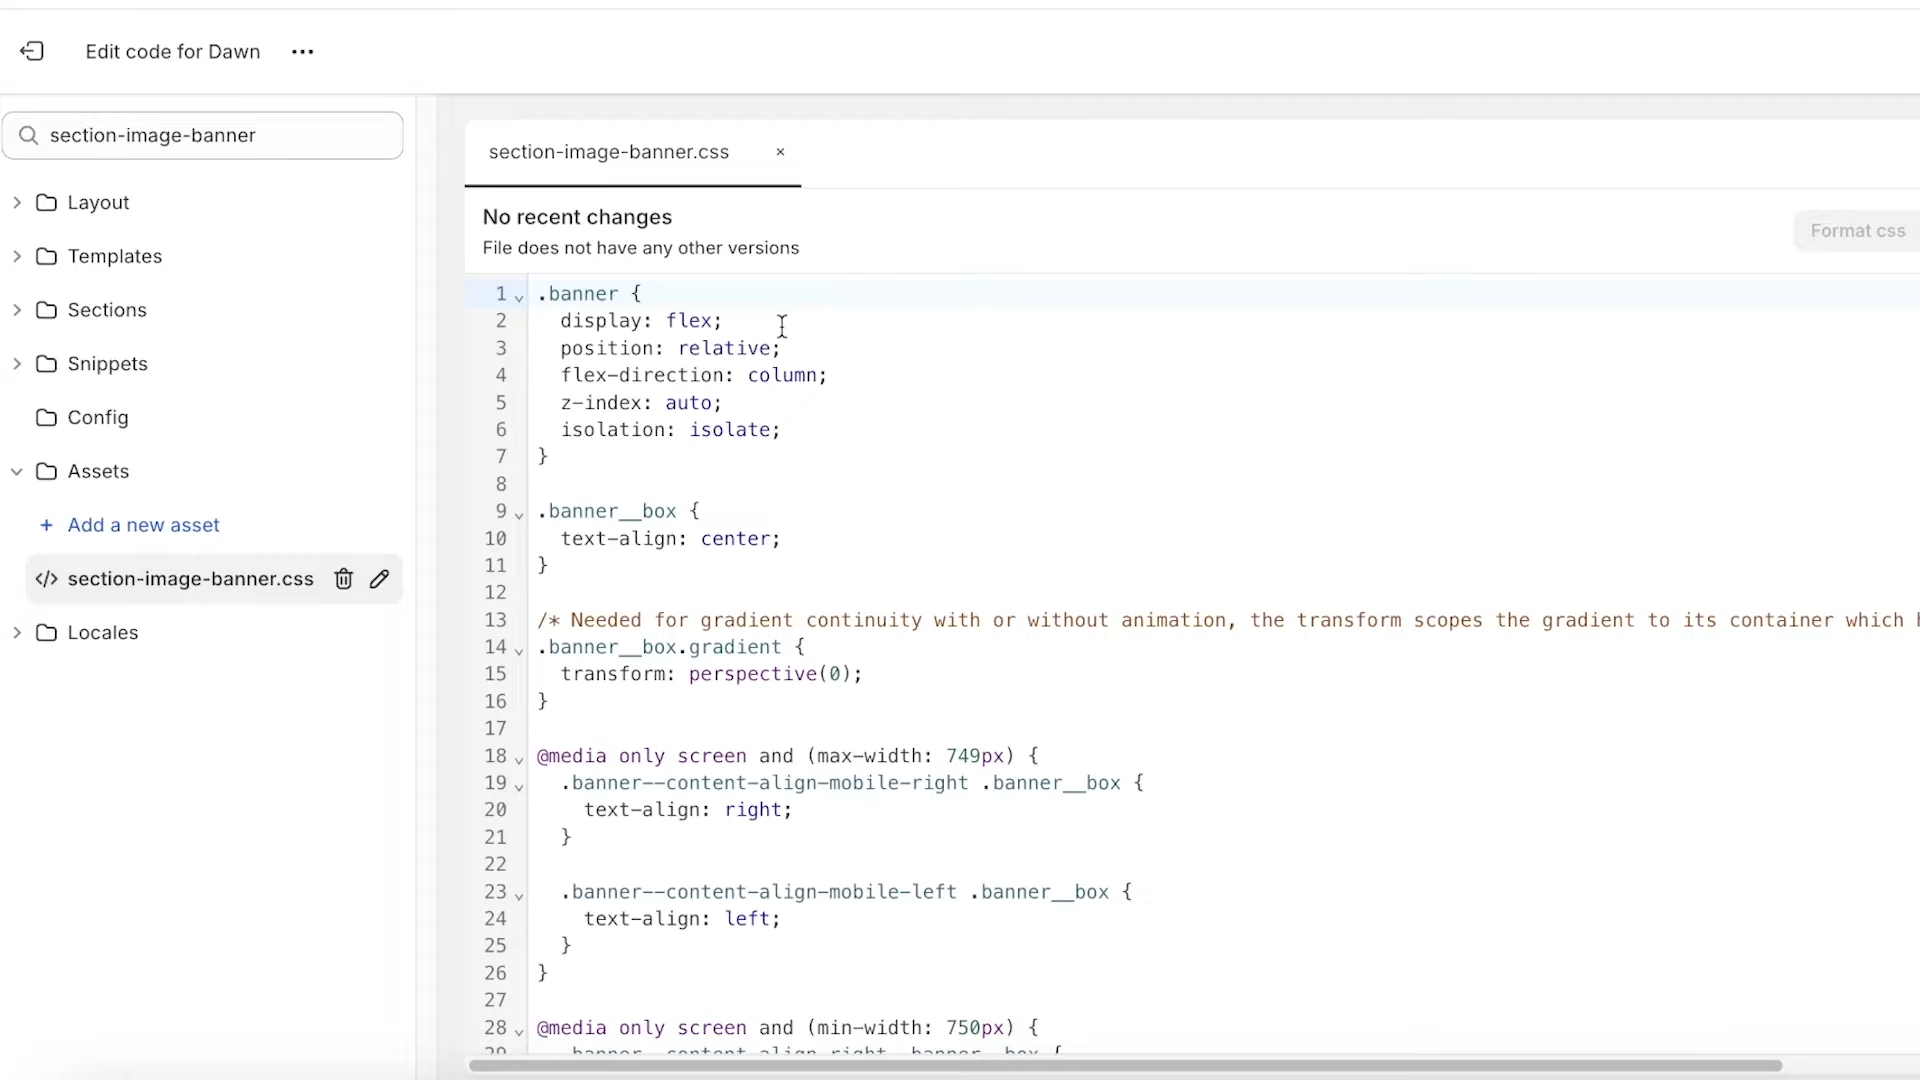 Edit code for Dawn
section-image-banner
Layout
Templates
Sections
Snippets
Config
Assets
+ Add a new asset
</> section-image-banner.css
Locales
section-image-banner.css ×
No recent changes
File does not have any other versions
Format css
1 .banner {
2 display: flex;
3 position: relative;
4 flex-direction: column;
5 z-index: auto;
6 isolation: isolate;
7 }
8
9 .banner__box {
10 text-align: center;
11 }
12
13 /* Needed for gradient continuity with or without animation, the transform scopes the gradient to its container which
14 .banner__box.gradient {
15 transform: perspective(0);
16 }
17
18 @media only screen and (max-width: 749px) {
19 .banner--content-align-mobile-right .banner__box {
20 text-align: right;
21 }
22
23 .banner--content-align-mobile-left .banner__box {
24 text-align: left;
25 }
26 }
27
28 @media only screen and (min-width: 750px) {
29 .banner--content-align-right .banner__box {